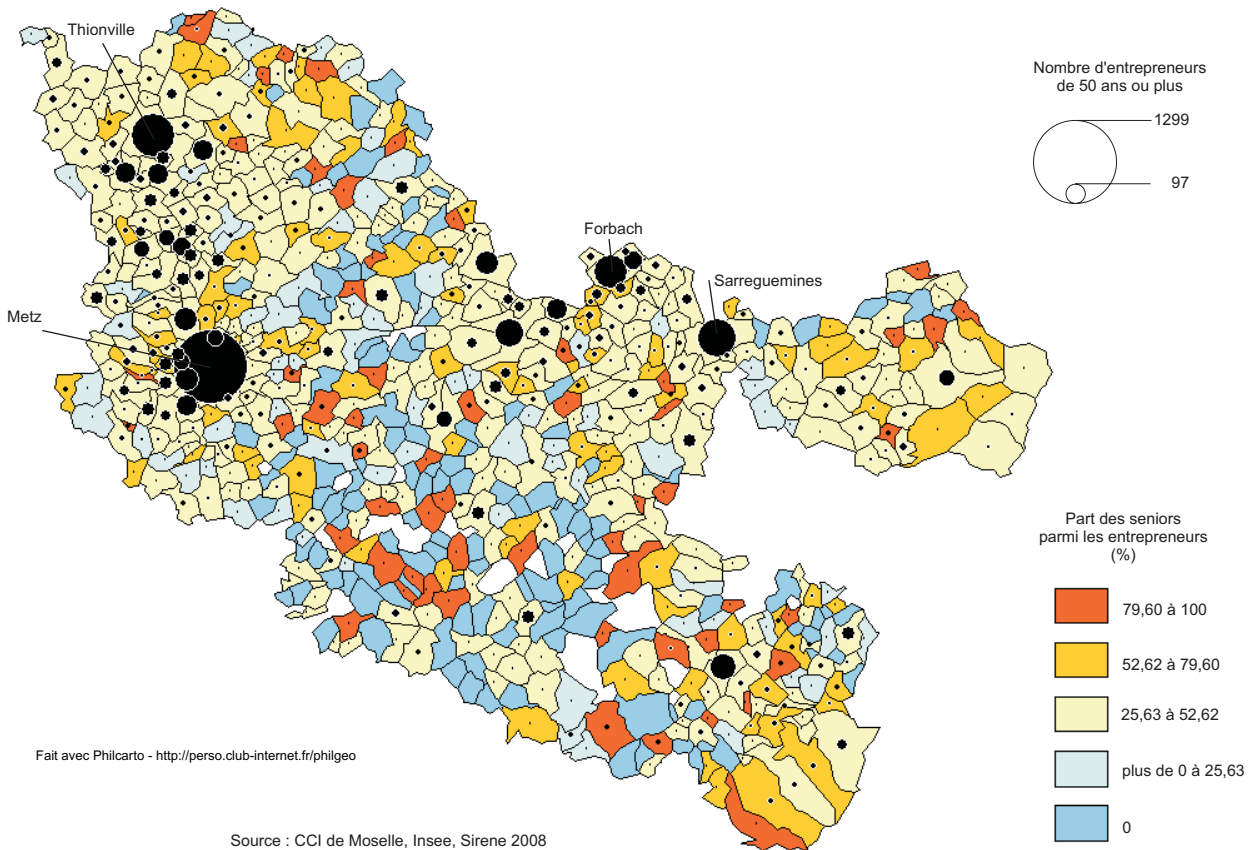 Thionville
Nombre d'entrepreneurs
de 50 ans ou plus
1299
97
Forbach
Sarreguemines
Metz
Part des seniors
parmi les entrepreneurs
(%)
79,60 à 100
52,62 à 79,60
25,63 à 52,62
plus de 0 à 25,63
0
Fait avec Philcarto - http://perso.club-internet.fr/philgeo
Source : CCI de Moselle, Insee, Sirene 2008